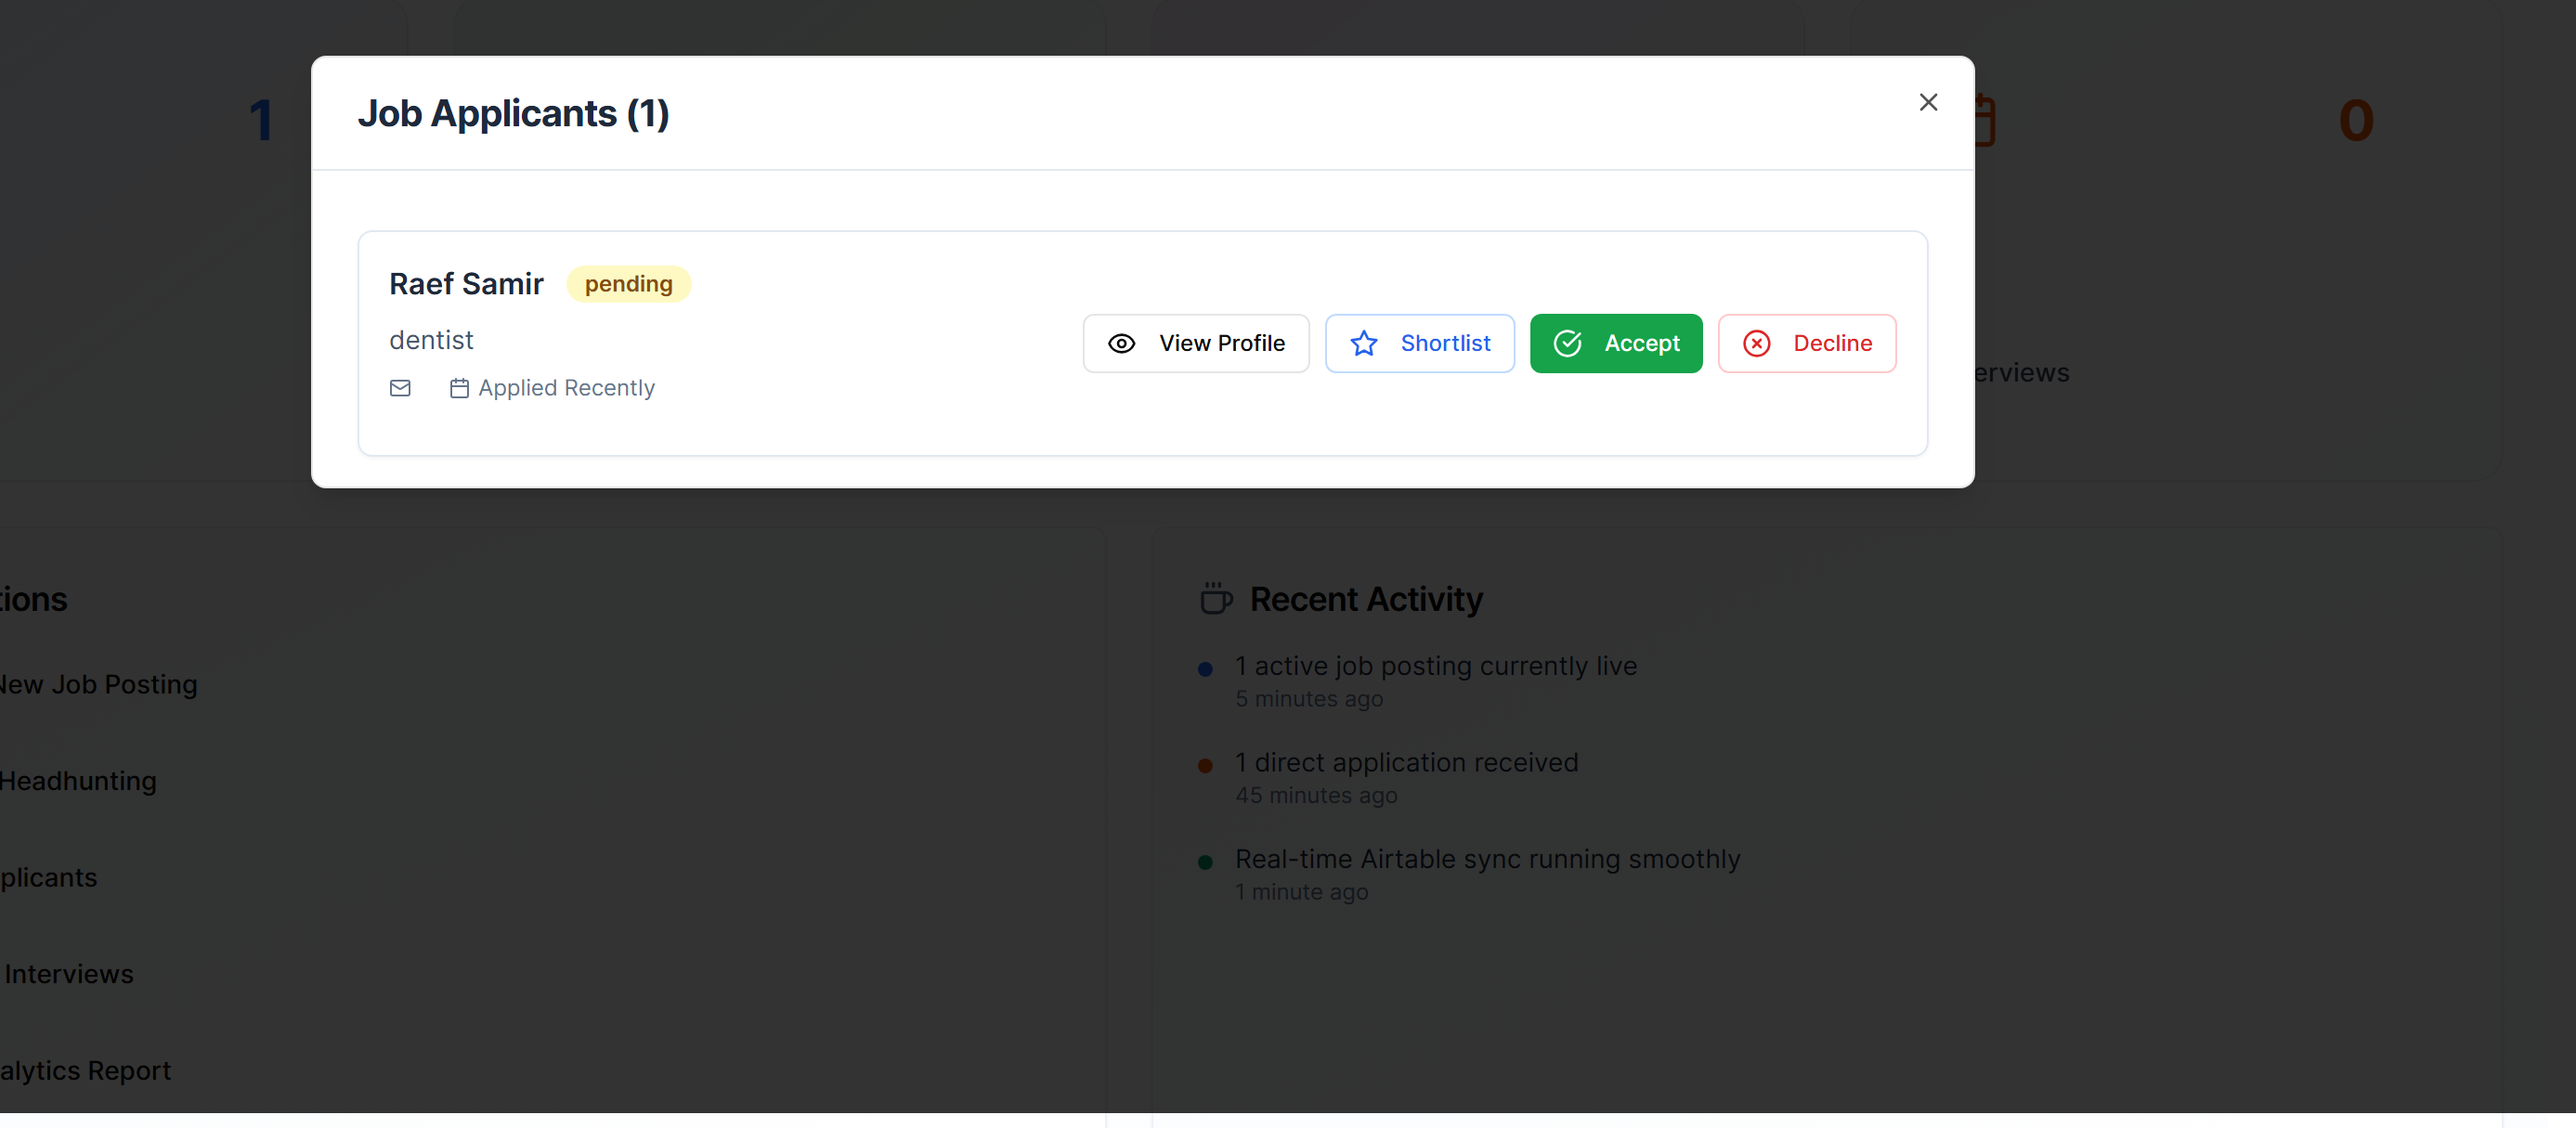 1
Job Applicants (1)
0
Raef Samir pending
dentist
Applied Recently
View Profile
Shortlist
Accept
Decline
erviews
tions
New Job Posting
Headhunting
plicants
Interviews
alytics Report
Recent Activity
1 active job posting currently live
5 minutes ago
1 direct application received
45 minutes ago
Real-time Airtable sync running smoothly
1 minute ago